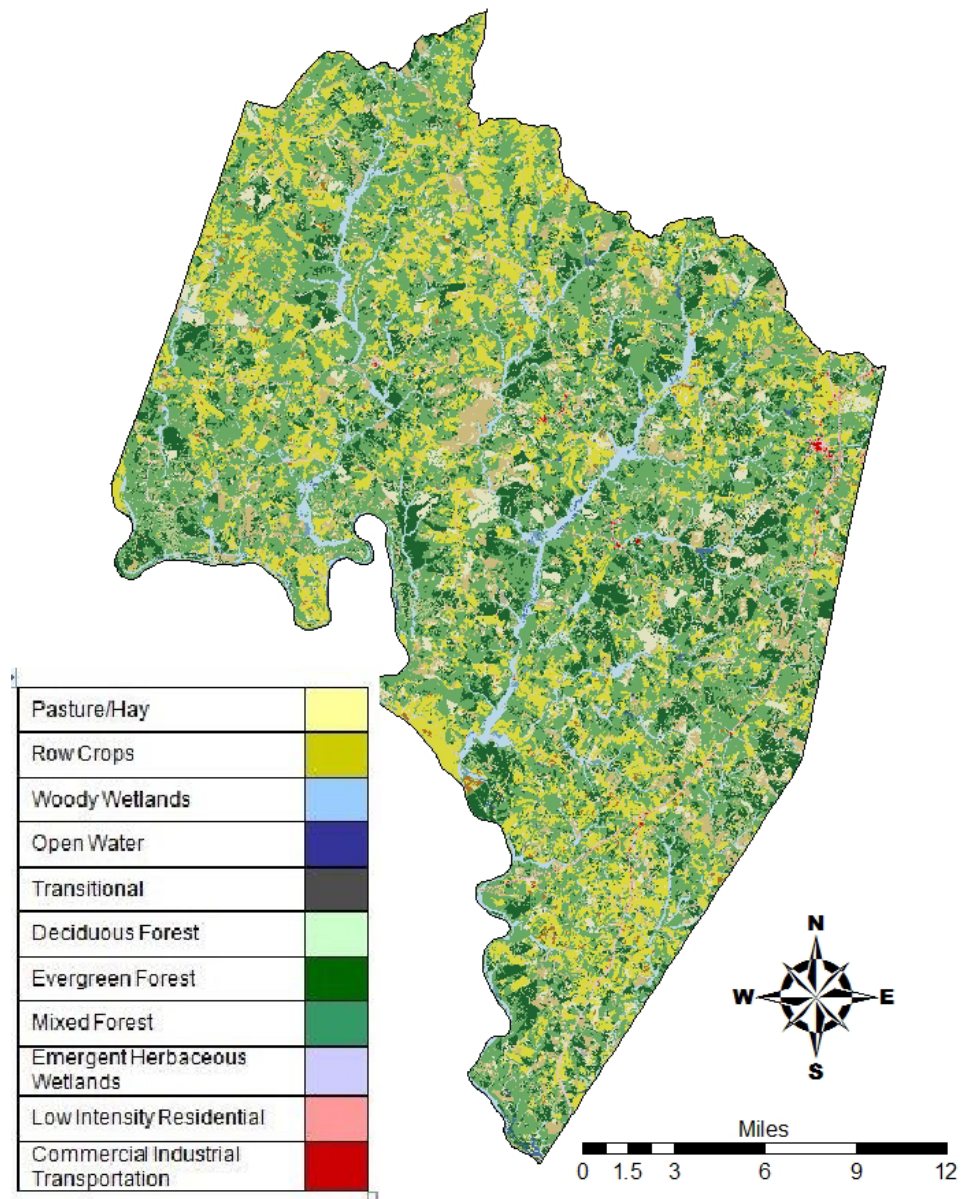 Pasture/Hay
Row Crops
Woody Wetlands
Open Water
Transitional
Deciduous Forest
Evergreen Forest
Mixed Forest
Emergent Herbaceous
Wetlands
Low Intensity Residential
Commercial Industrial
Transportation
N
W E
S
Miles
0 1.5 3 6 9 12